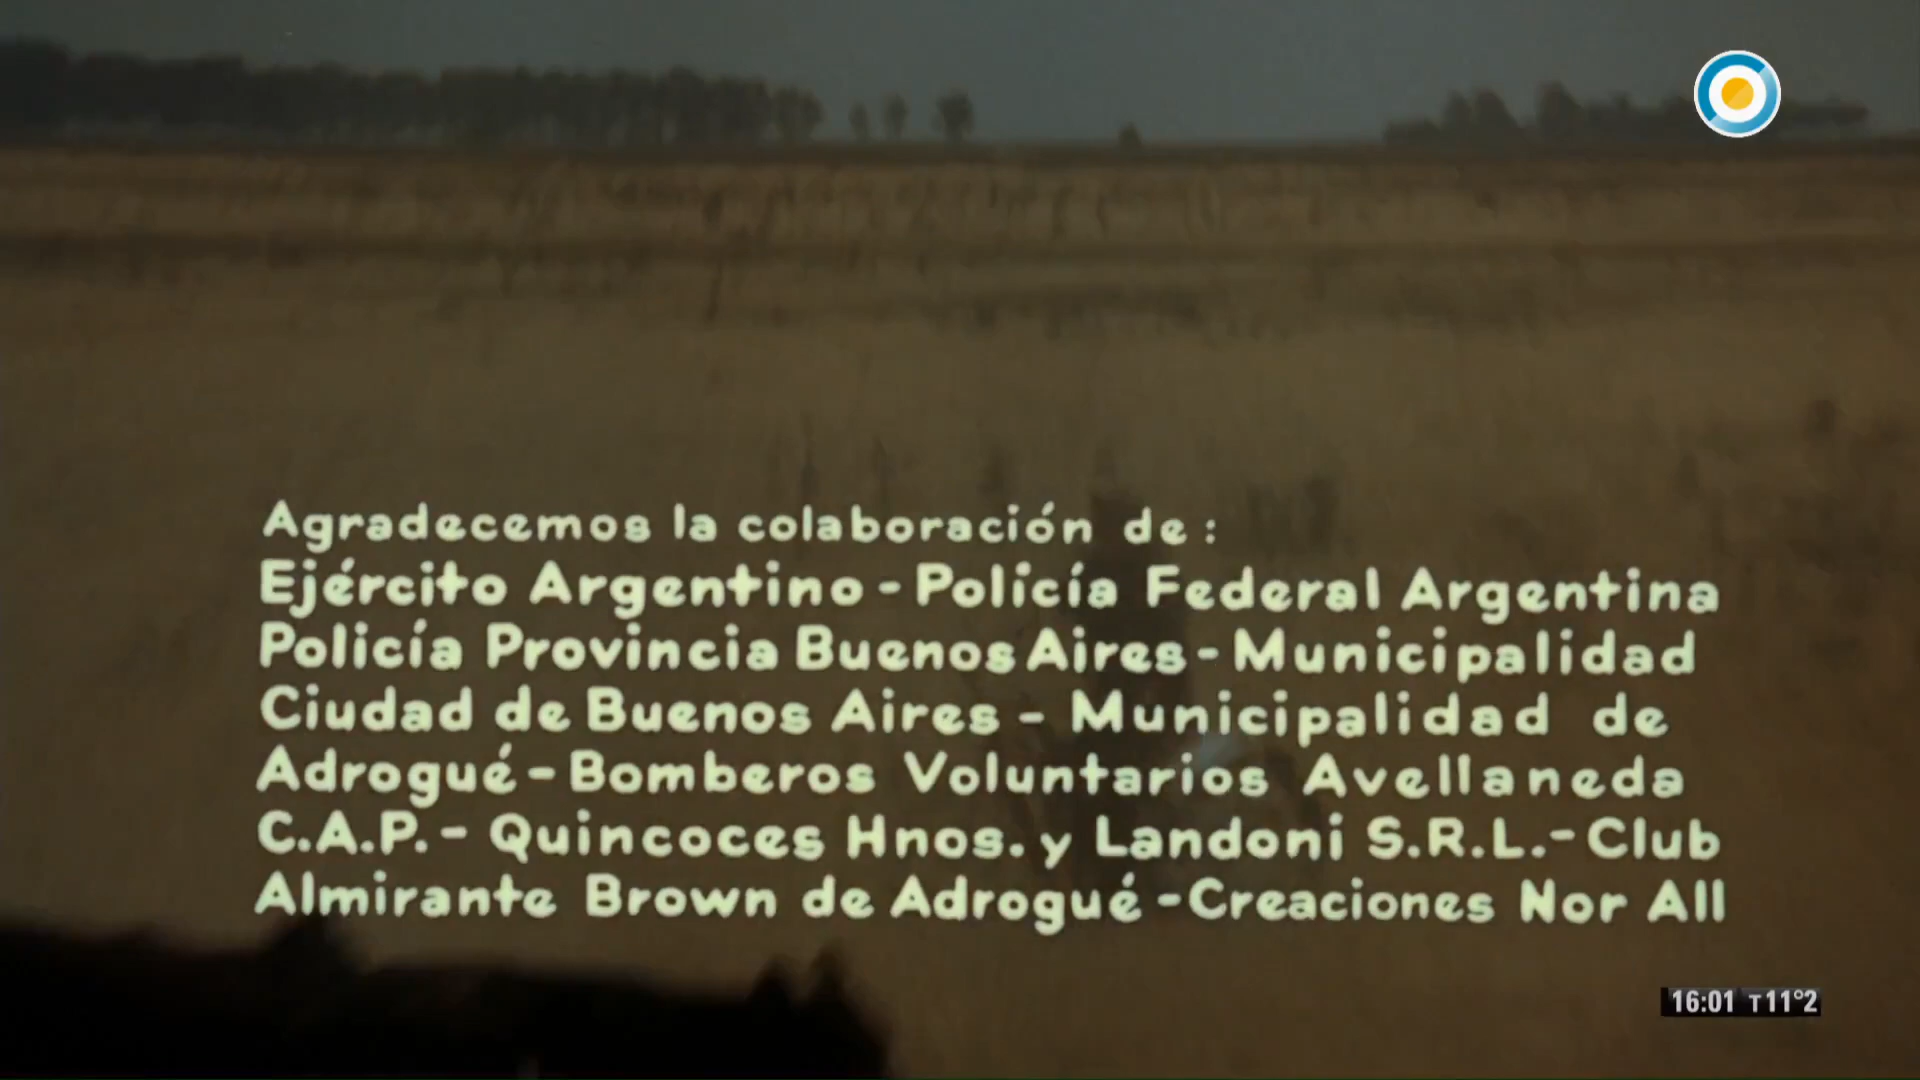 Agradecemos la colaboración de:
Ejército Argentino - Policía Federal Argentina
Policía Provincia Buenos Aires - Municipalidad
Ciudad de Buenos Aires - Municipalidad de
Adrogué - Bomberos Voluntarios Avellaneda
C.A.P. - Quincoces Hnos. y Landoni S.R.L. - Club
Almirante Brown de Adrogué - Creaciones Nor All
16:01 T11°2